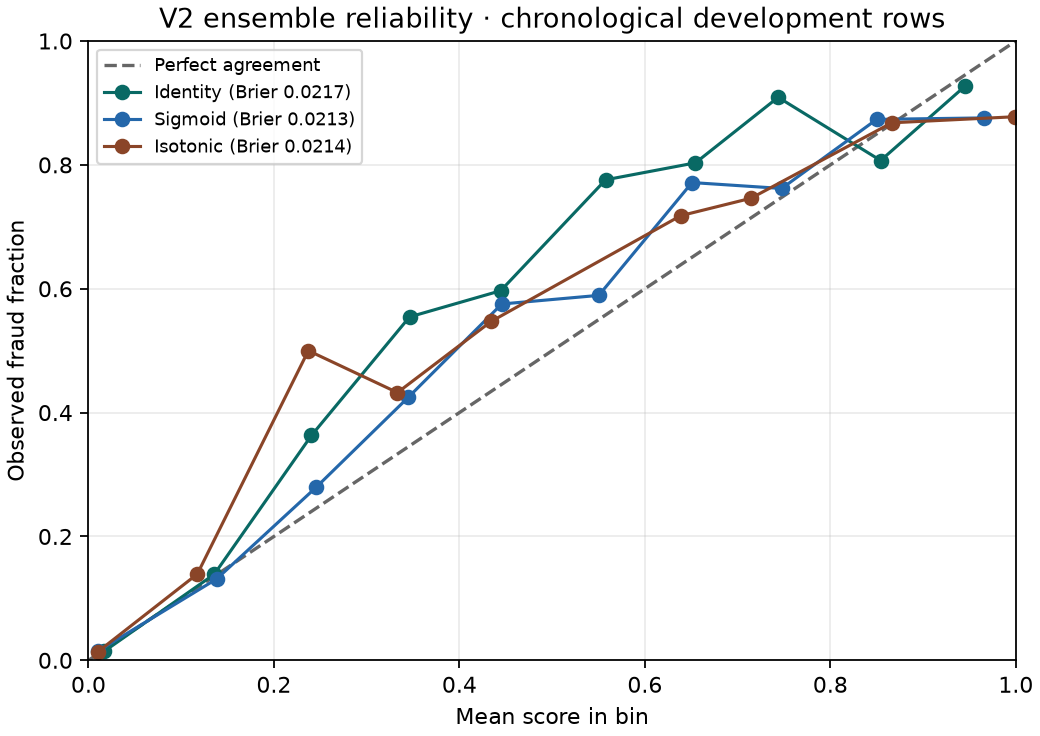 V2 ensemble reliability · chronological development rows
1.0
0.8
0.6
0.4
0.2
0.0
Observed fraud fraction
Perfect agreement
Identity (Brier 0.0217)
Sigmoid (Brier 0.0213)
Isotonic (Brier 0.0214)
0.0 0.2 0.4 0.6 0.8 1.0
Mean score in bin